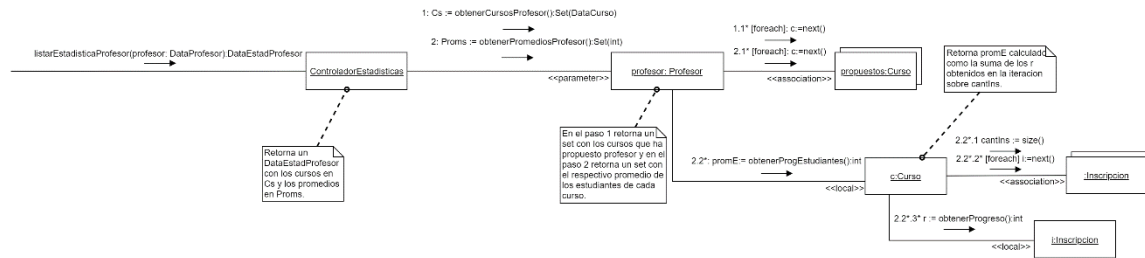 1: Cs := obtenerCursosProfesor():Set(DataCurso)
2: Proms := obtenerPromediosProfesor():Set(int)
listarEstadisticaProfesor(profesor. DataProfesor):DataEstadProfesor
ControladorEstadisticas
<<parameter>>
profesor: Profesor
1.1* [foreach]: c:=next()
2.1* [foreach]: c:=next()
<<association>>
propuestos:Curso
Retorna promE calculado
como la suma de los r
obtenidos en la iteracion
sobre cantIns.
Retorna un
DataEstadProfesor
con los cursos en
Cs y los promedios
en Proms.
En el paso 1 retorna un
set con los cursos que ha
propuesto profesor y en el
paso 2 retorna un set con
el respectivo promedio de
los estudiantes de cada
curso.
2.2*: promE:= obtenerProgEstudiantes():int
<<local>>
c:Curso
2.2*.1 cantIns := size()
2.2*.2* [foreach] i:=next()
<<association>>
:Inscripcion
2.2*.3* r := obtenerProgreso():int
<<local>>
i:Inscripcion